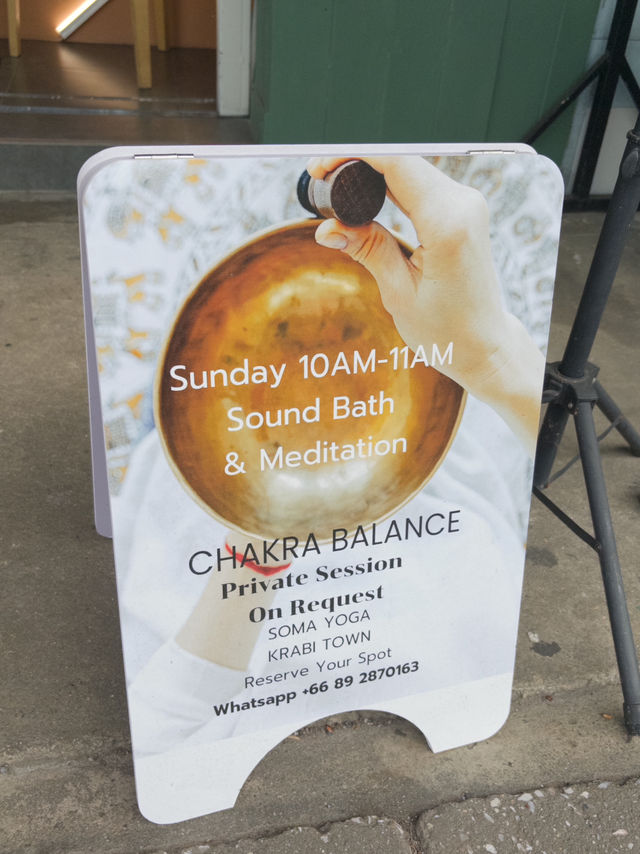 Sunday 10AM-11AM
Sound Bath
& Meditation
CHAKRA BALANCE
Private Session
On Request
SOMA YOGA
KRABI TOWN
Reserve Your Spot
Whatsapp +66 89 2870163